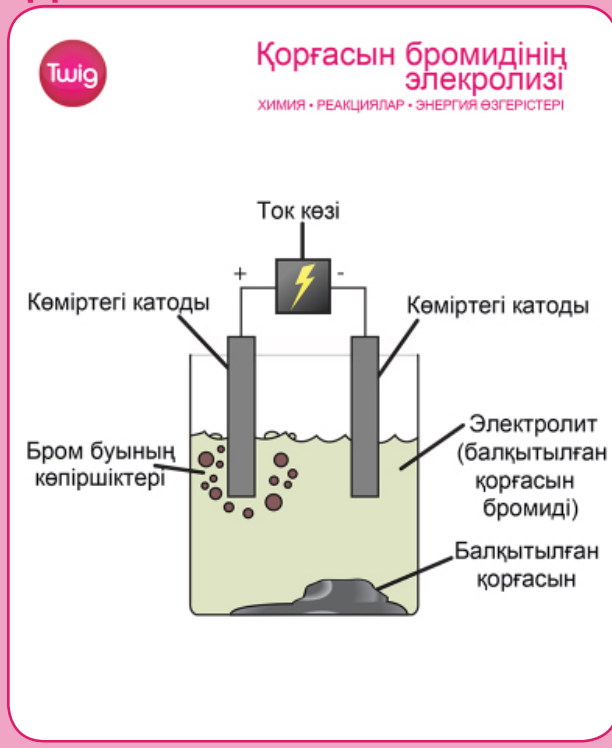 Twig
Қорғасын бромидінің
элекролизі
ХИМИЯ • РЕАКЦИЯЛАР • ЭНЕРГИЯ ӨЗГЕРІСТЕРІ
Ток көзі
+
-
Көміртегі катоды
Көміртегі катоды
Бром буының
көпіршіктері
Электролит
(балқытылған
қорғасын
бромиді)
Балқытылған
қорғасын